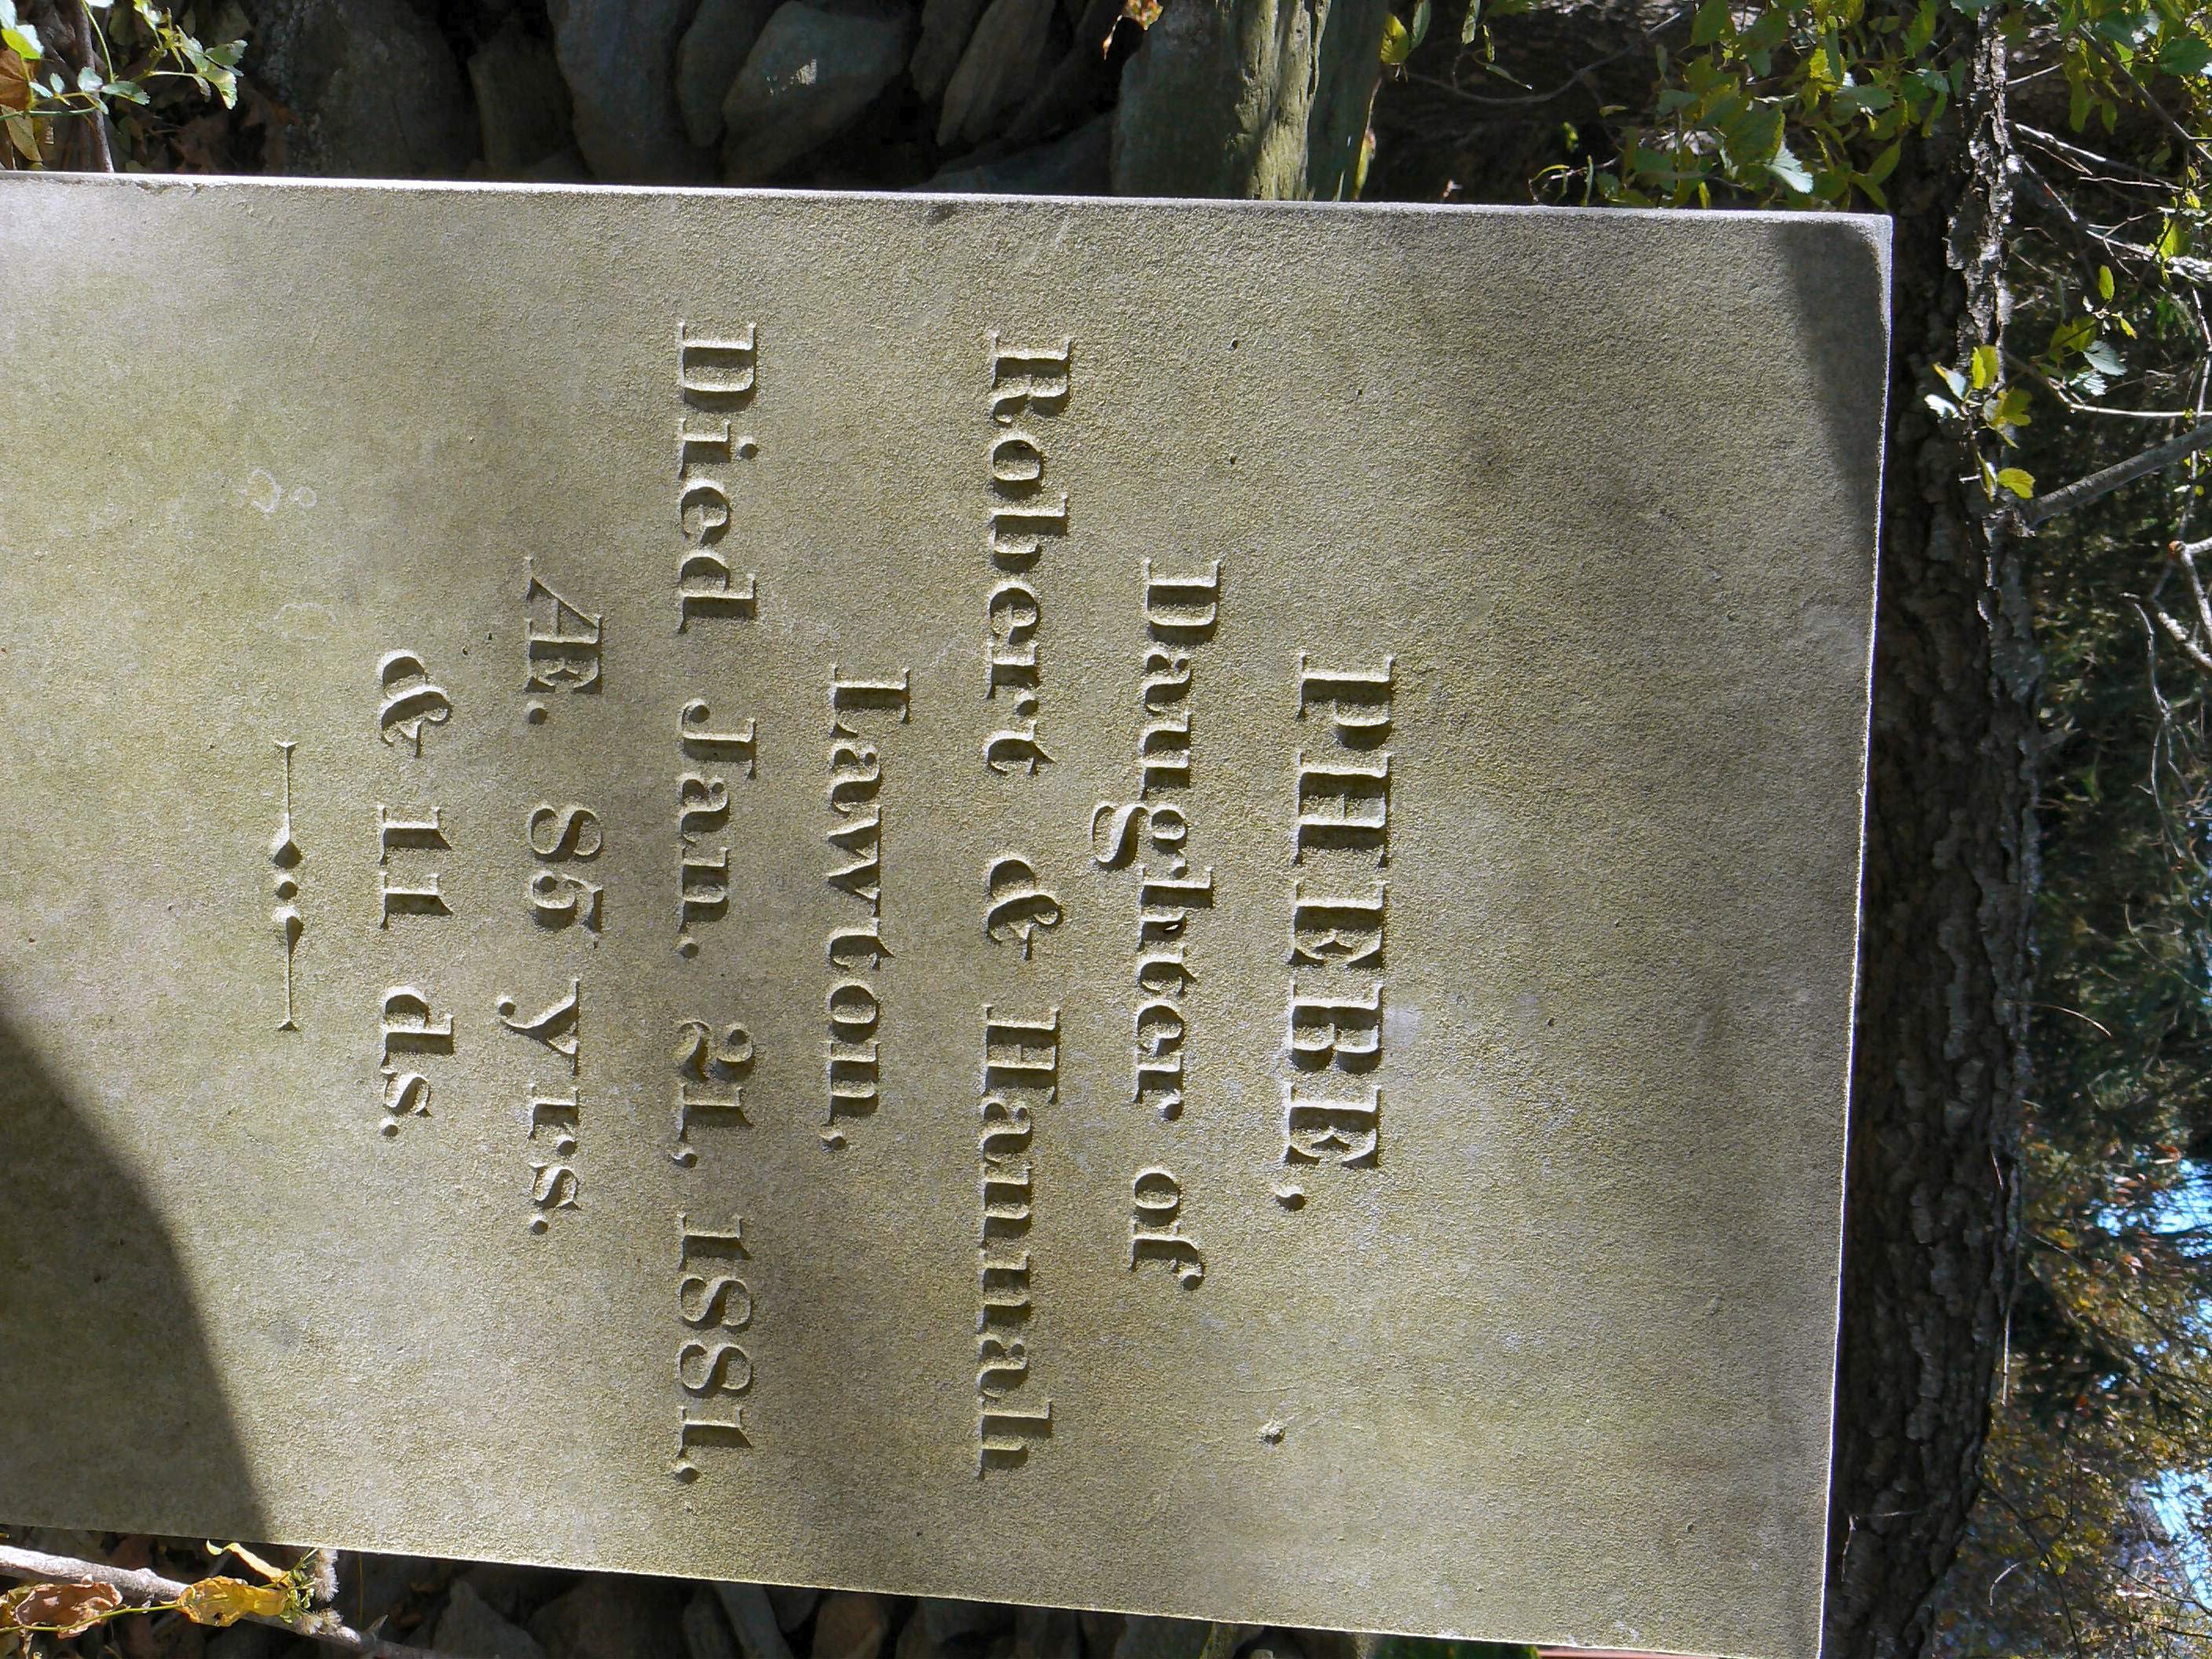 PHEBE,
Daughter of
Robert & Hannah
Lawton,
Died Jan. 21, 1881,
Æ. 85 yrs.
& 11 ds.